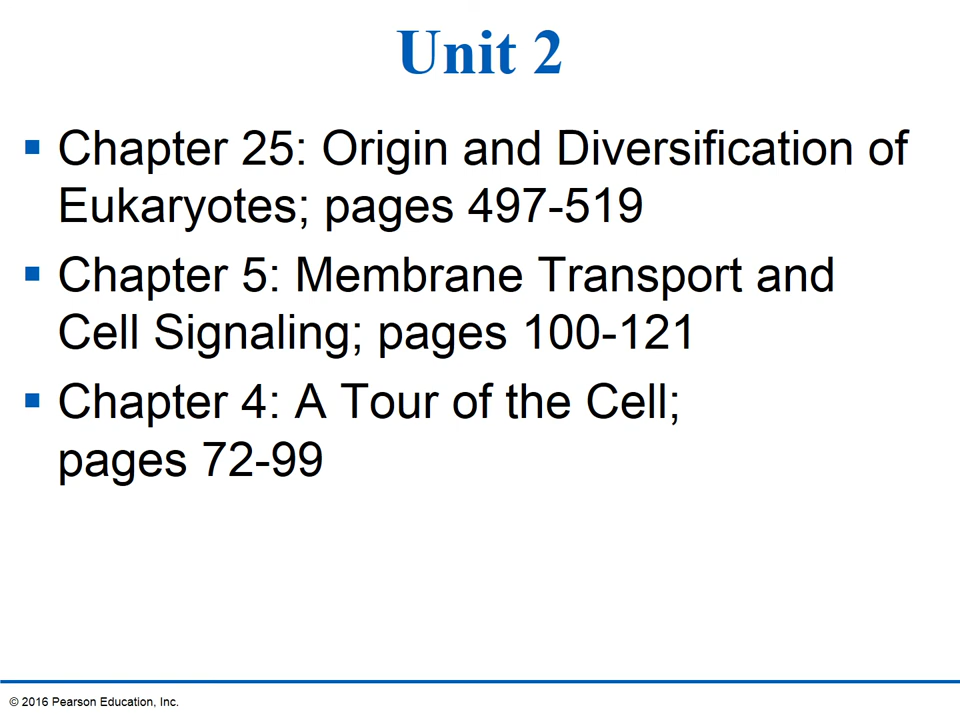 Unit 2
Chapter 25: Origin and Diversification of
Eukaryotes; pages 497-519
Chapter 5: Membrane Transport and
Cell Signaling; pages 100-121
Chapter 4: A Tour of the Cell;
pages 72-99
© 2016 Pearson Education, Inc.